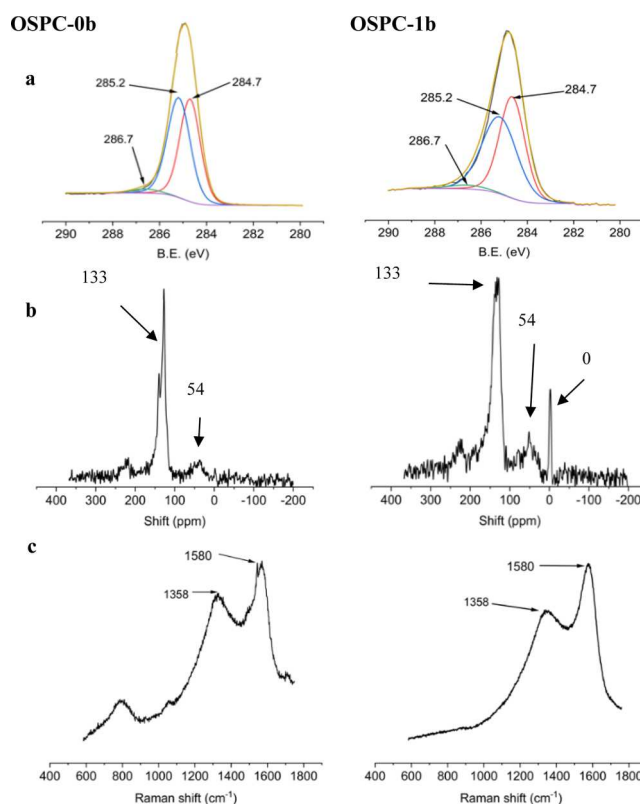 OSPC-0b
OSPC-1b
a
285.2
284.7
286.7
290 288 286 284 282 280
B.E. (eV)
285.2
284.7
286.7
290 288 286 284 282 280
B.E. (eV)
b
133
54
400 300 200 100 0 -100 -200
Shift (ppm)
133
54
0
400 300 200 100 0 -100 -200
Shift (ppm)
c
1580
1358
400 600 800 1000 1200 1400 1600 1800
Raman shift (cm⁻¹)
1580
1358
400 600 800 1000 1200 1400 1600 1800
Raman shift (cm⁻¹)